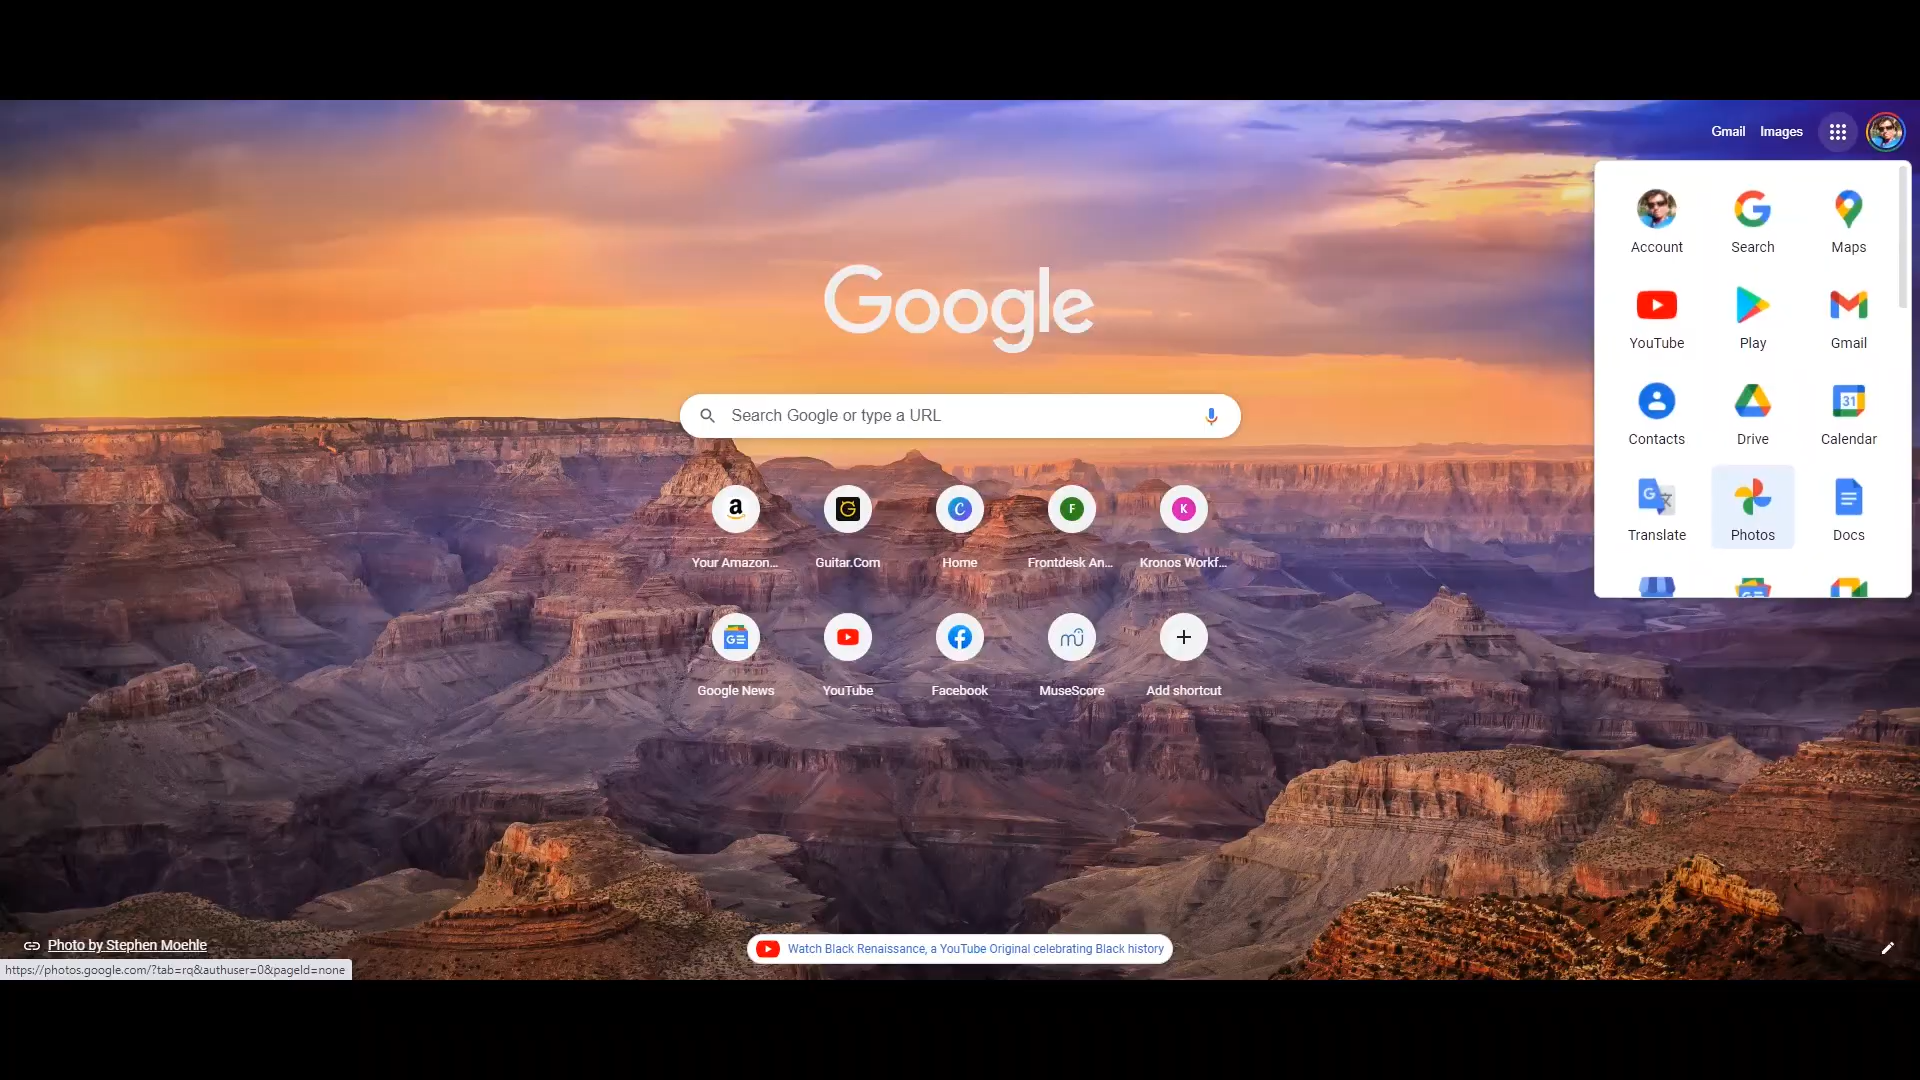 Gmail Images
Account Search Maps
YouTube Play Gmail
Contacts Drive Calendar
31
Translate Photos Docs
Google
Search Google or type a URL
Your Amazon... Guitar.Com Home Frontdesk An... Kronos Workf...
Google News YouTube Facebook MuseScore Add shortcut
Photo by Stephen Moehle
Watch Black Renaissance, a YouTube Original celebrating Black history
https://photos.google.com/?tab=rq&authuser=0&pageId=none